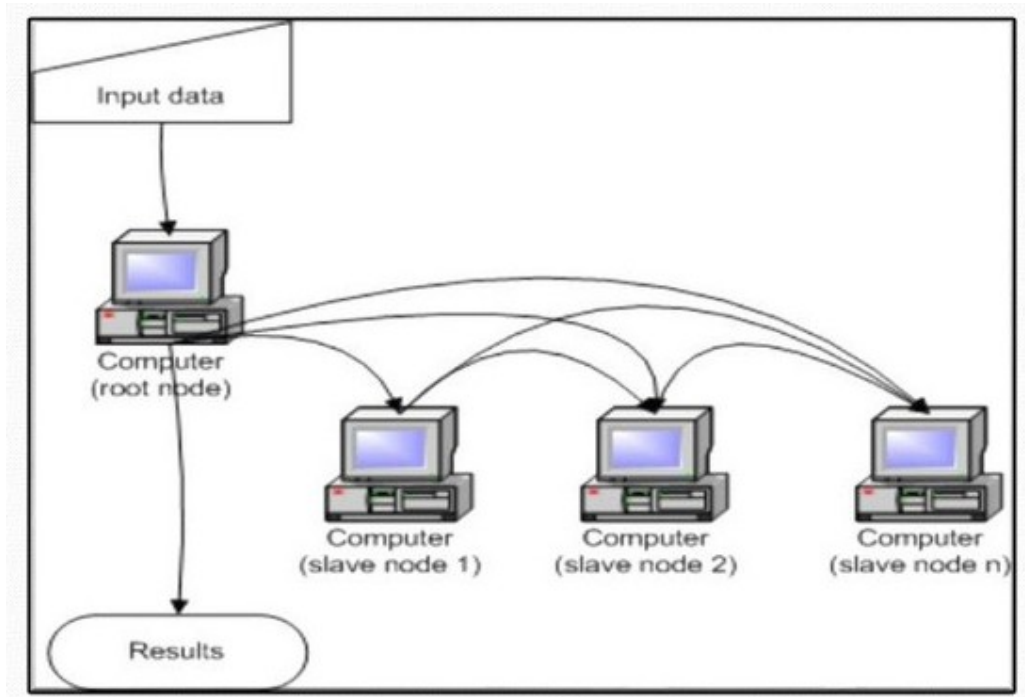 Input data
Computer
(root node)
Computer
(slave node 1)
Computer
(slave node 2)
Computer
(slave node n)
Results